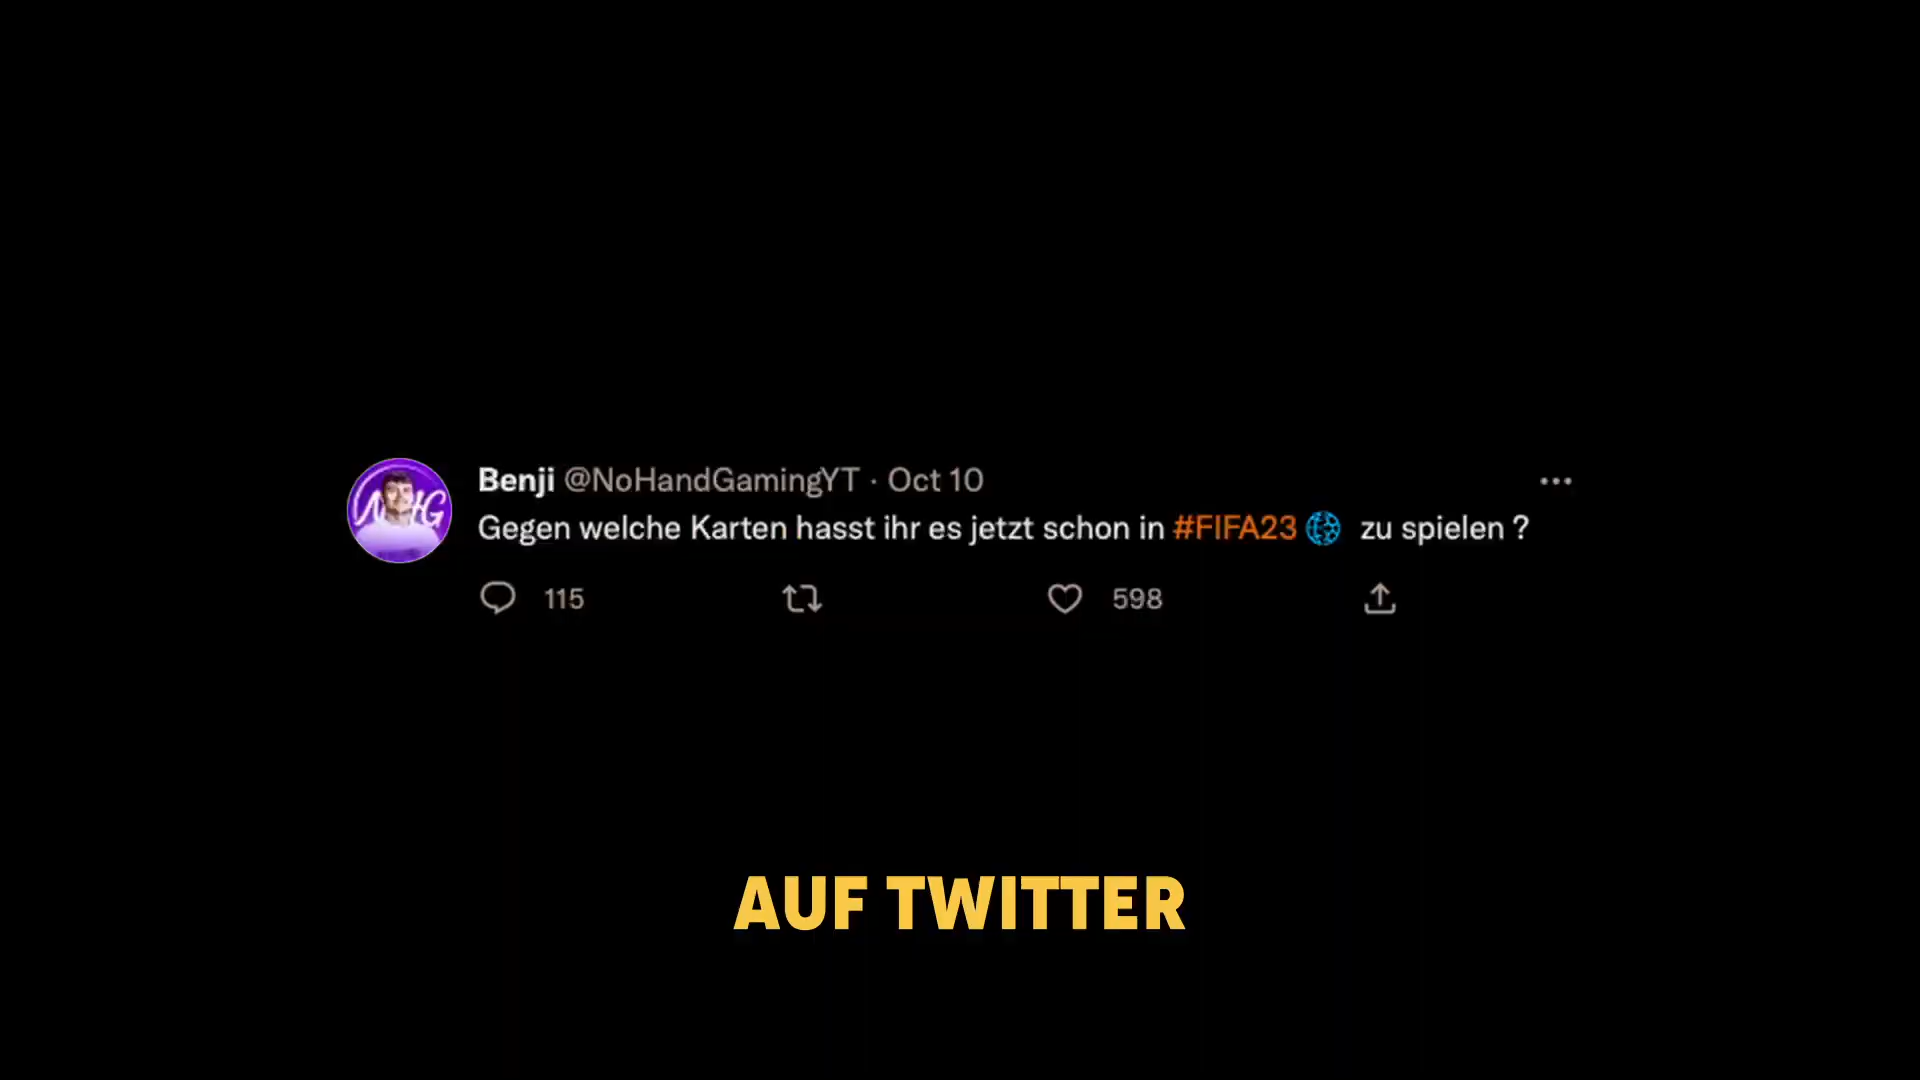 Benji @NoHandGamingYT · Oct 10
Gegen welche Karten hasst ihr es jetzt schon in #FIFA23 zu spielen ?
115 598
AUF TWITTER